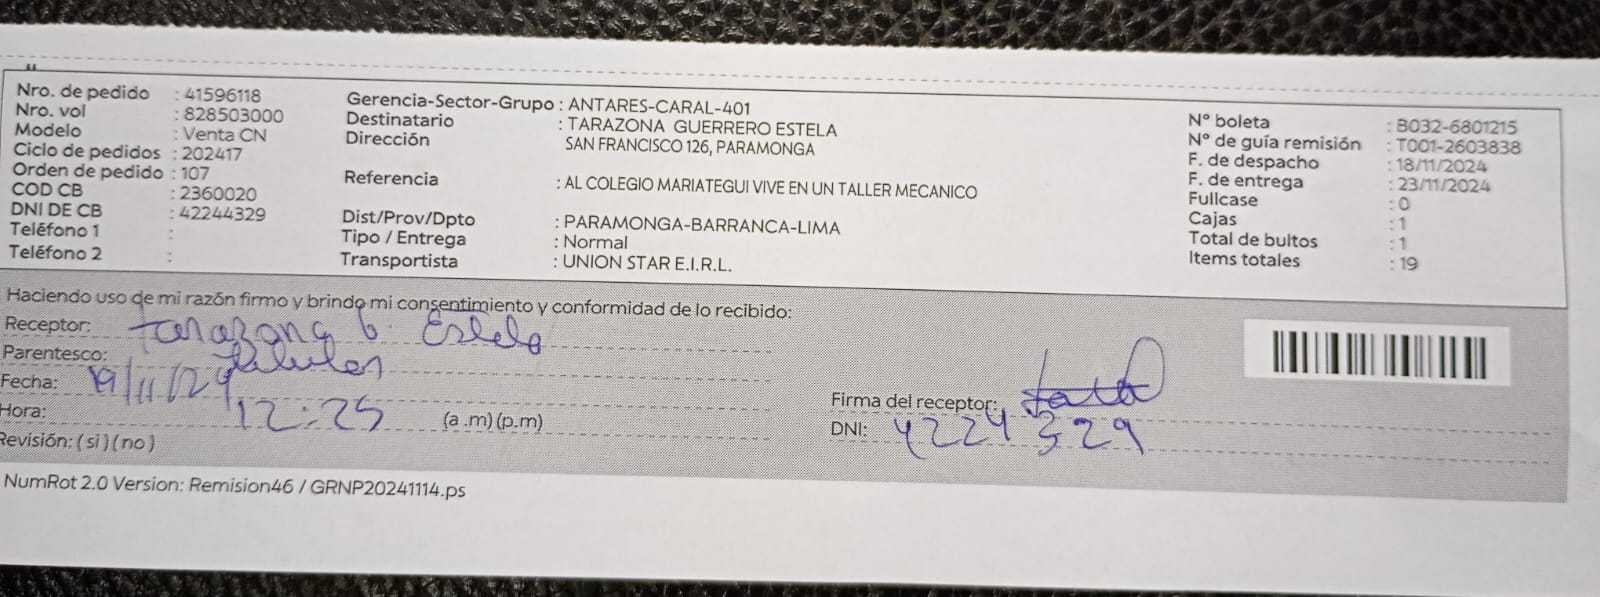 Nro. de pedido : 41596118
Nro. vol : 828503000
Modelo : Venta CN
Ciclo de pedidos : 202417
Orden de pedido : 107
COD CB : 2360020
DNI DE CB : 42244329
Teléfono 1 :
Teléfono 2 :
Gerencia-Sector-Grupo : ANTARES-CARAL-401
Destinatario : TARAZONA GUERRERO ESTELA
Dirección SAN FRANCISCO 126, PARAMONGA
Referencia : AL COLEGIO MARIATEGUI VIVE EN UN TALLER MECANICO
Dist/Prov/Dpto : PARAMONGA-BARRANCA-LIMA
Tipo / Entrega : Normal
Transportista : UNION STAR E.I.R.L.
N° boleta : B032-6801215
N° de guía remisión : T001-2603838
F. de despacho : 18/11/2024
F. de entrega : 23/11/2024
Fullcase : 0
Cajas : 1
Total de bultos : 1
Items totales : 19
Haciendo uso de mi razón firmo y brindo mi consentimiento y conformidad de lo recibido:
Receptor: Tarazona G. Estela
Parentesco: Titular
Fecha: 19/11/24
Hora: 12:25 (a .m) (p.m)
Revisión: ( si ) ( no )
Firma del receptor:
DNI: 42244329
NumRot 2.0 Version: Remision46 / GRNP20241114.ps